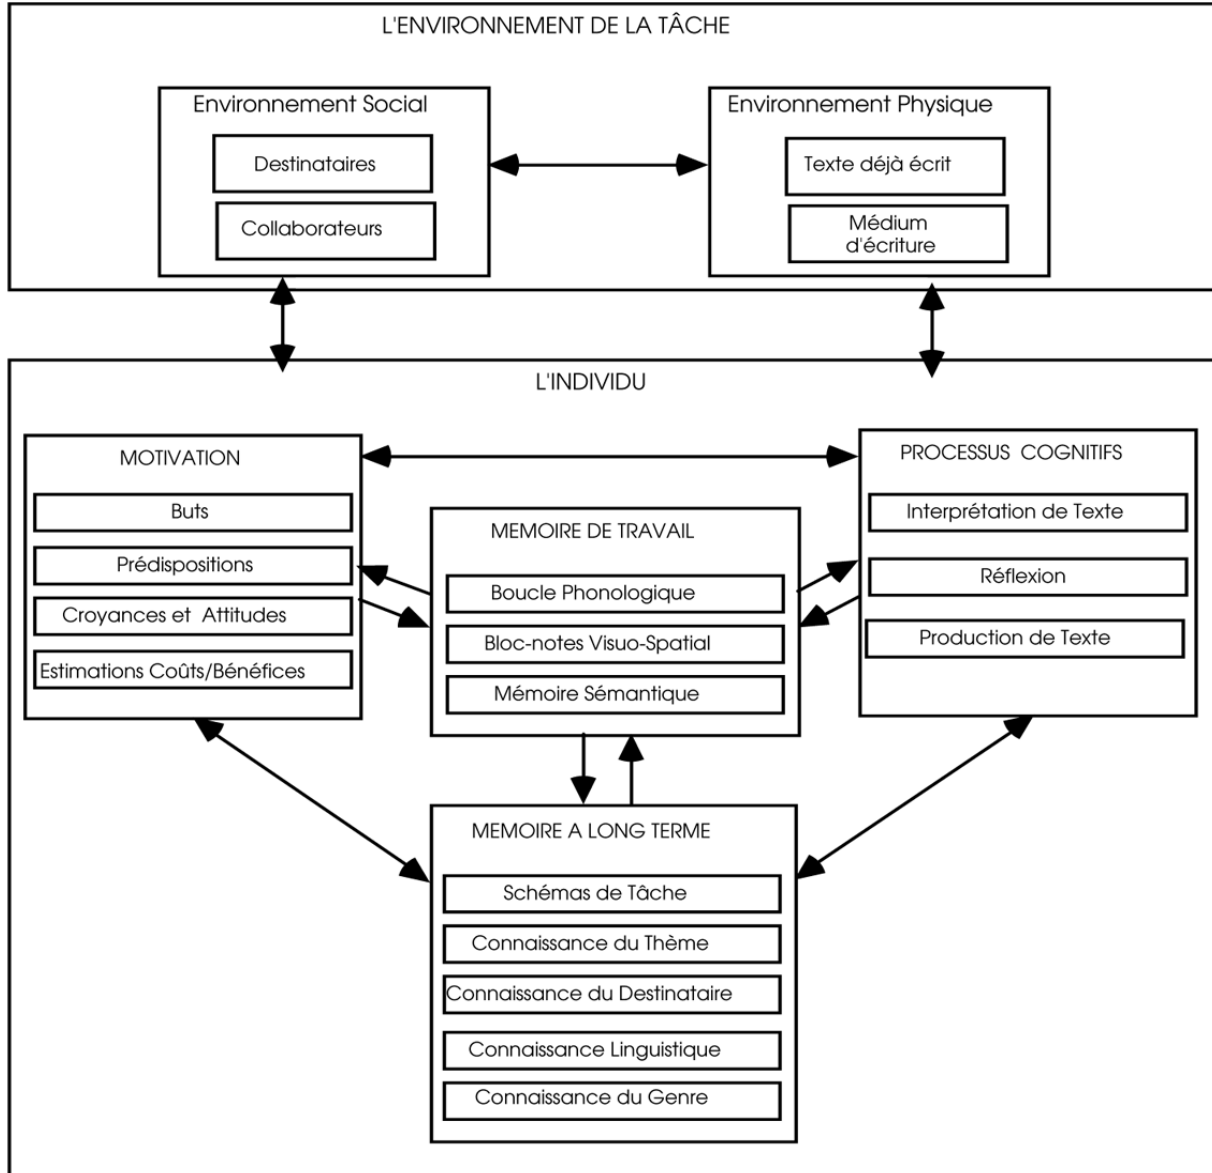 L'ENVIRONNEMENT DE LA TÂCHE
Environnement Social
Destinataires
Collaborateurs
Environnement Physique
Texte déjà écrit
Médium
d'écriture
L'INDIVIDU
MOTIVATION
Buts
Prédispositions
Croyances et Attitudes
Estimations Coûts/Bénéfices
MEMOIRE DE TRAVAIL
Boucle Phonologique
Bloc-notes Visuo-Spatial
Mémoire Sémantique
PROCESSUS COGNITIFS
Interprétation de Texte
Réflexion
Production de Texte
MEMOIRE A LONG TERME
Schémas de Tâche
Connaissance du Thème
Connaissance du Destinataire
Connaissance Linguistique
Connaissance du Genre